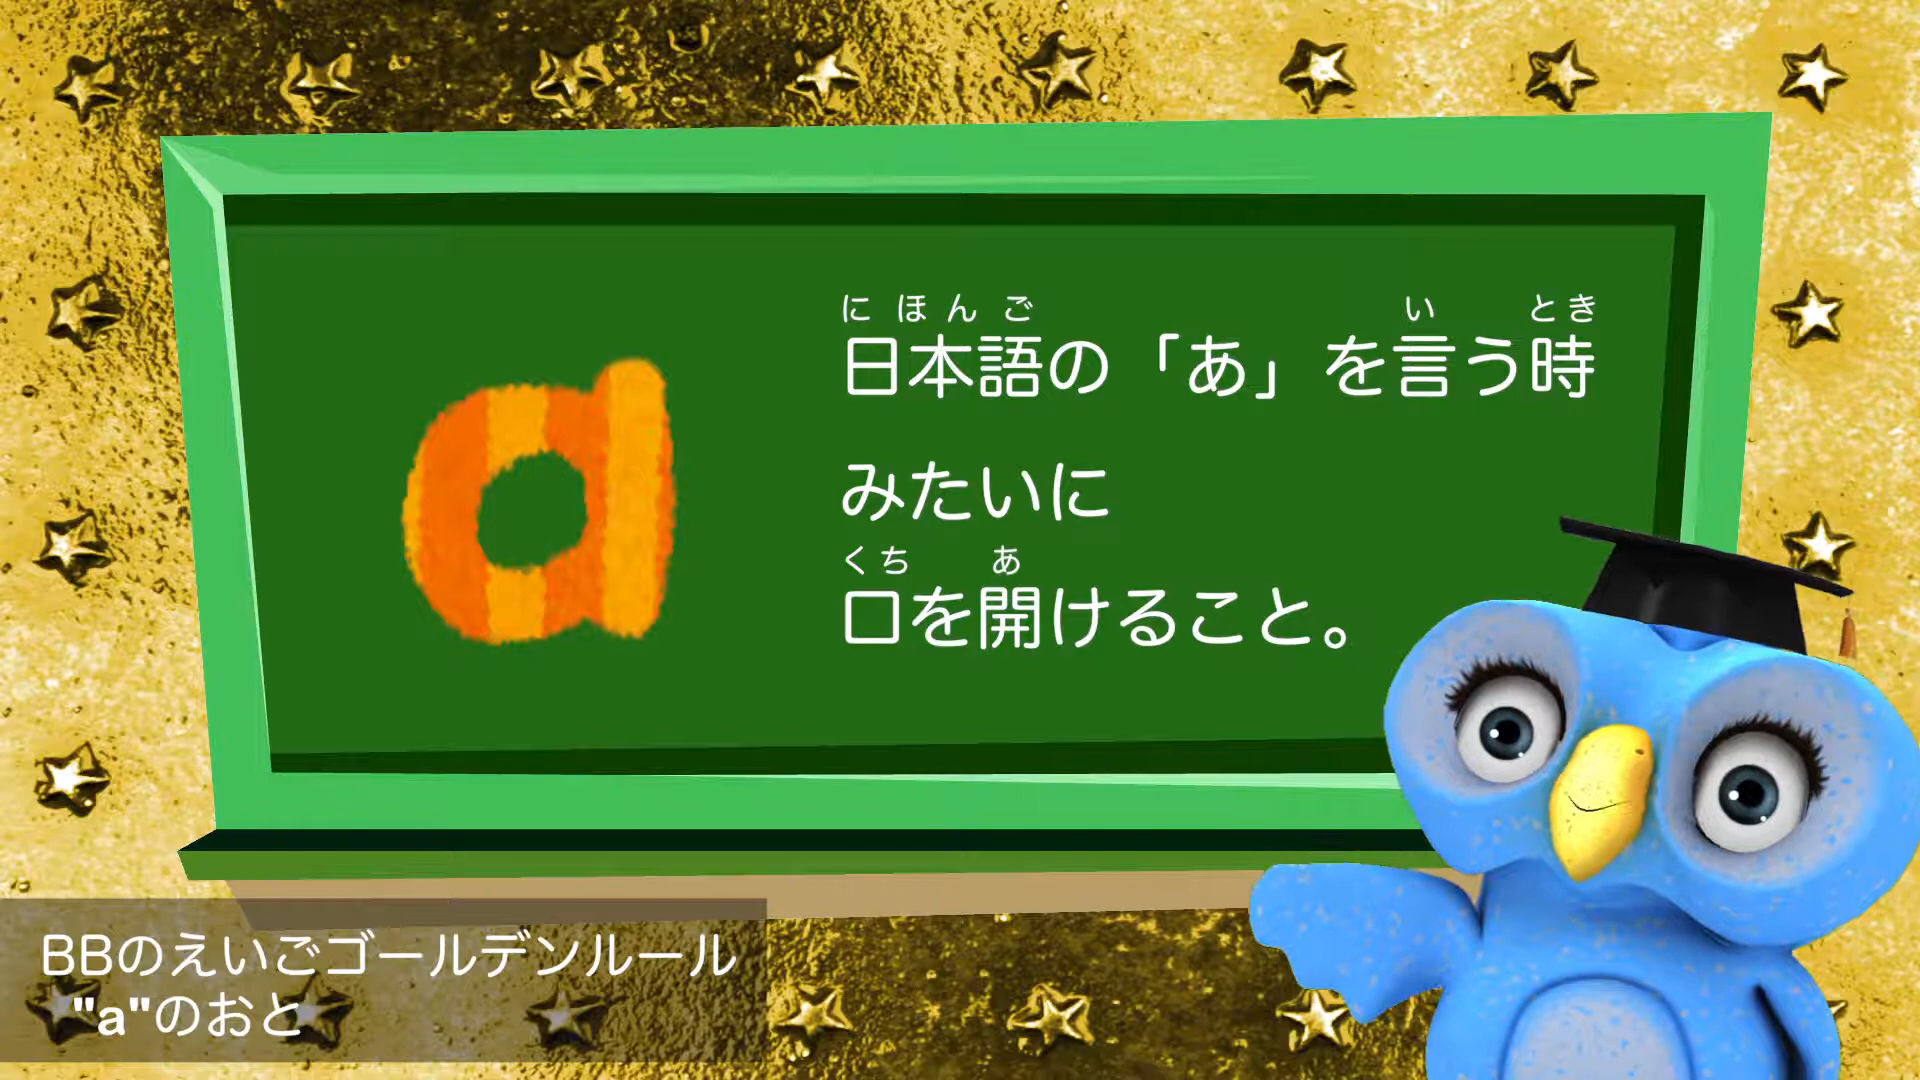 a
に ほ ん ご い とき
日本語の「あ」を言う時
みたいに
くち あ
口を開けること。
BBのえいごゴールデンルール
"a"のおと